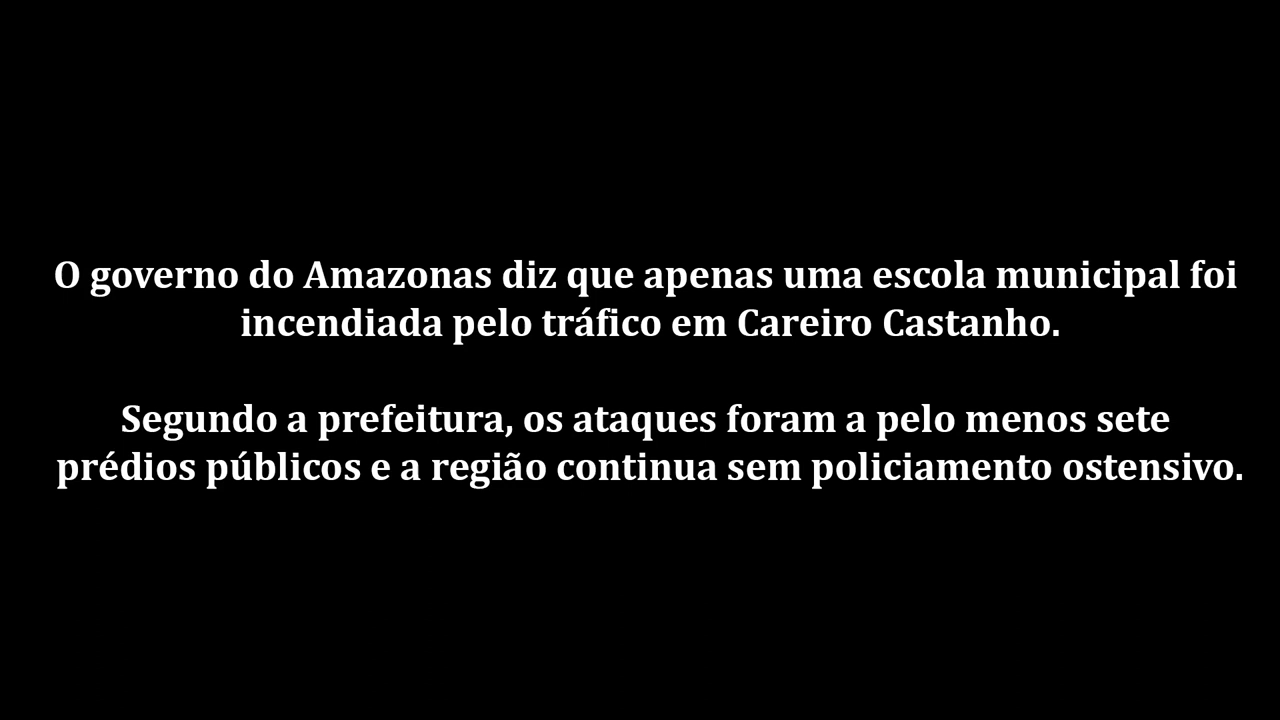 O governo do Amazonas diz que apenas uma escola municipal foi
incendiada pelo tráfico em Careiro Castanho.
Segundo a prefeitura, os ataques foram a pelo menos sete
prédios públicos e a região continua sem policiamento ostensivo.